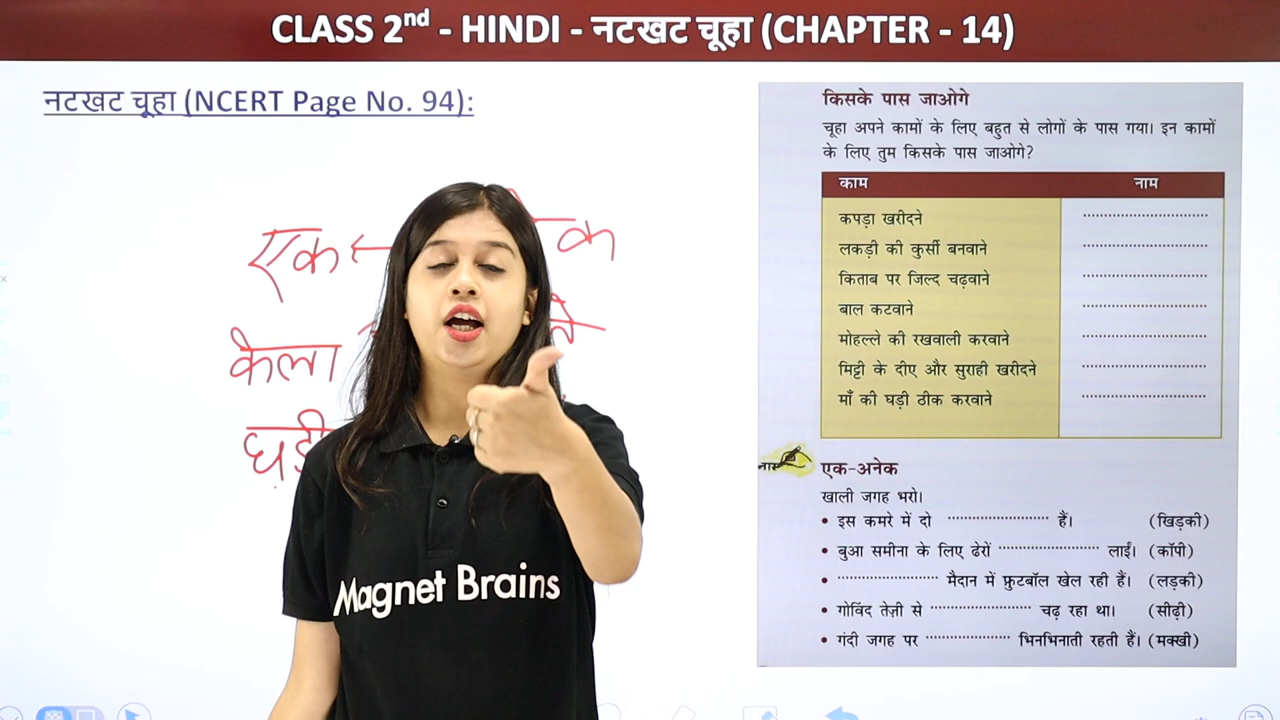 CLASS 2nd - HINDI - नटखट चूहा (CHAPTER - 14)
नटखट चूहा (NCERT Page No. 94):
एक
क
केला
Magnet Brains
किसके पास जाओगे
चूहा अपने कामों के लिए बहुत से लोगों के पास गया। इन कामों
के लिए तुम किसके पास जाओगे?
काम नाम
कपड़ा खरीदने ....................
लकड़ी की कुर्सी बनवाने ....................
किताब पर जिल्द चढ़वाने ....................
बाल कटवाने ....................
मोहल्ले की रखवाली करवाने ....................
मिट्टी के दीए और सुराही खरीदने ....................
माँ की घड़ी ठीक करवाने ....................
एक-अनेक
खाली जगह भरो।
• इस कमरे में दो .................... हैं। (खिड़की)
• बुआ समीना के लिए ढेरों .................... लाईं। (कॉपी)
• .................... मैदान में फ़ुटबॉल खेल रही हैं। (लड़की)
• गोविंद तेज़ी से .................... चढ़ रहा था। (सीढ़ी)
• गंदी जगह पर .................... भिनभिनाती रहती हैं। (मक्खी)